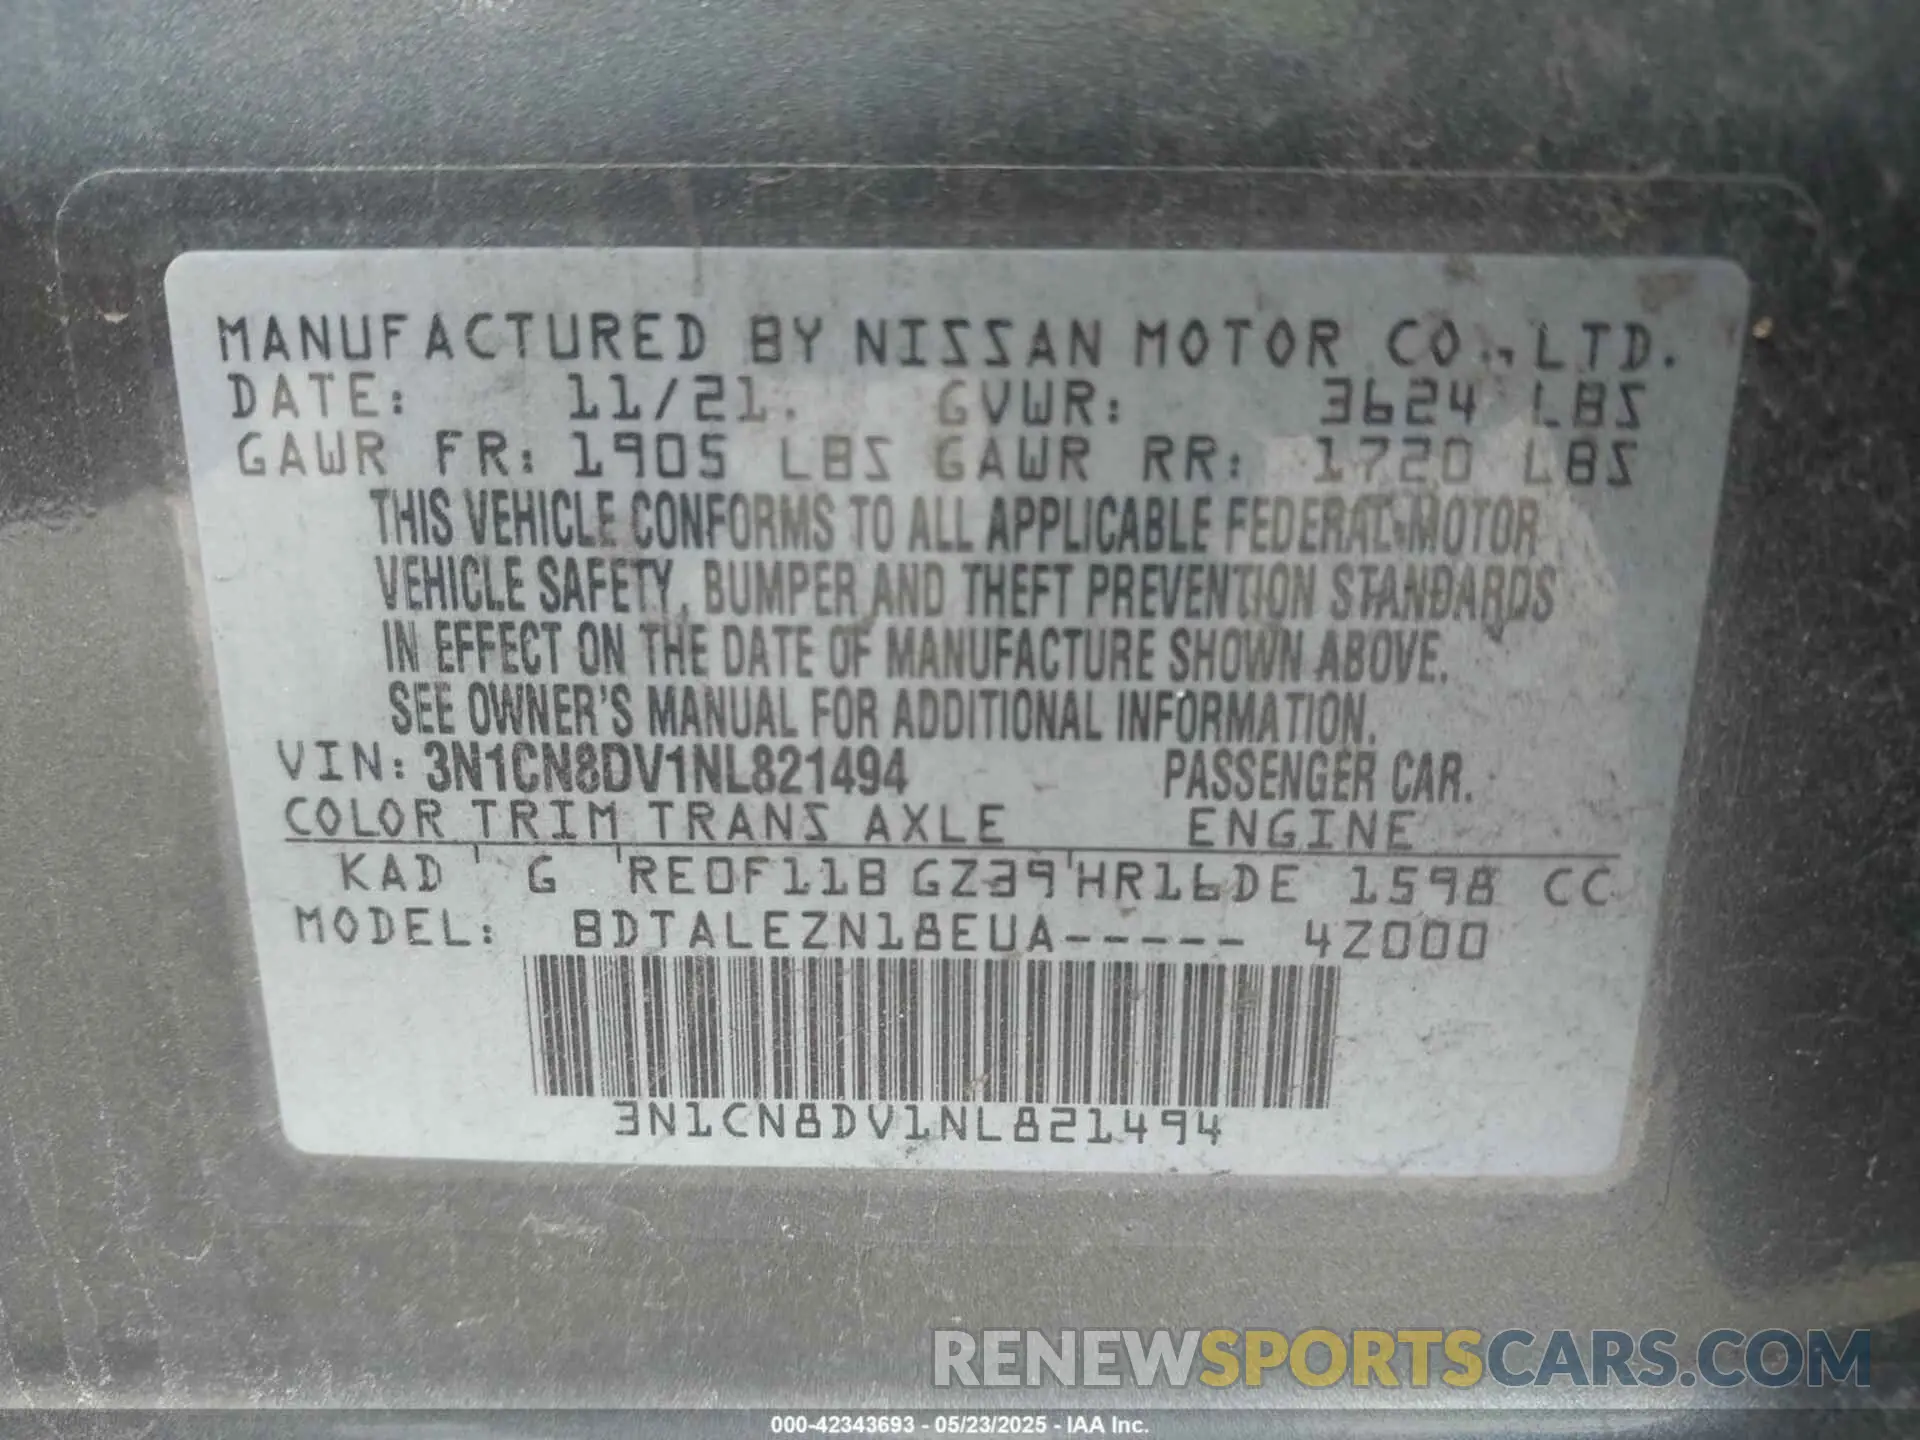 MANUFACTURED BY NISSAN MOTOR CO., LTD.
DATE: 11/21. GVWR: 3624 LBS
GAWR FR: 1905 LBS GAWR RR: 1720 LBS
THIS VEHICLE CONFORMS TO ALL APPLICABLE FEDERAL MOTOR
VEHICLE SAFETY, BUMPER AND THEFT PREVENTION STANDARDS
IN EFFECT ON THE DATE OF MANUFACTURE SHOWN ABOVE.
SEE OWNER'S MANUAL FOR ADDITIONAL INFORMATION.
VIN: 3N1CN8DV1NL821494 PASSENGER CAR.
COLOR TRIM TRANS AXLE ENGINE
KAD ' G 'RE0F11B GZ39'HR16DE 1598 CC
MODEL: BDTALEZN18EUA----- 4Z000
3N1CN8DV1NL821494
RENEWSPORTSCARS.COM
000-42343693 - 05/23/2025 - IAA Inc.